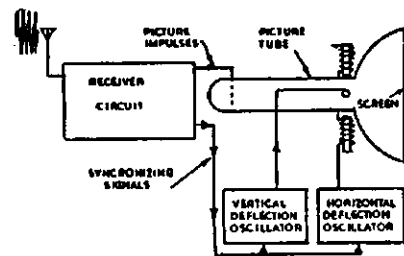 PICTURE
IMPULSES
PICTURE
TUBE
RECEIVER
CIRCUIT
SCREEN
SYNCRONIZING
SIGNALS
VERTICAL
DEFLECTION
OSCILLATOR
HORIZONTAL
DEFLECTION
OSCILLATOR